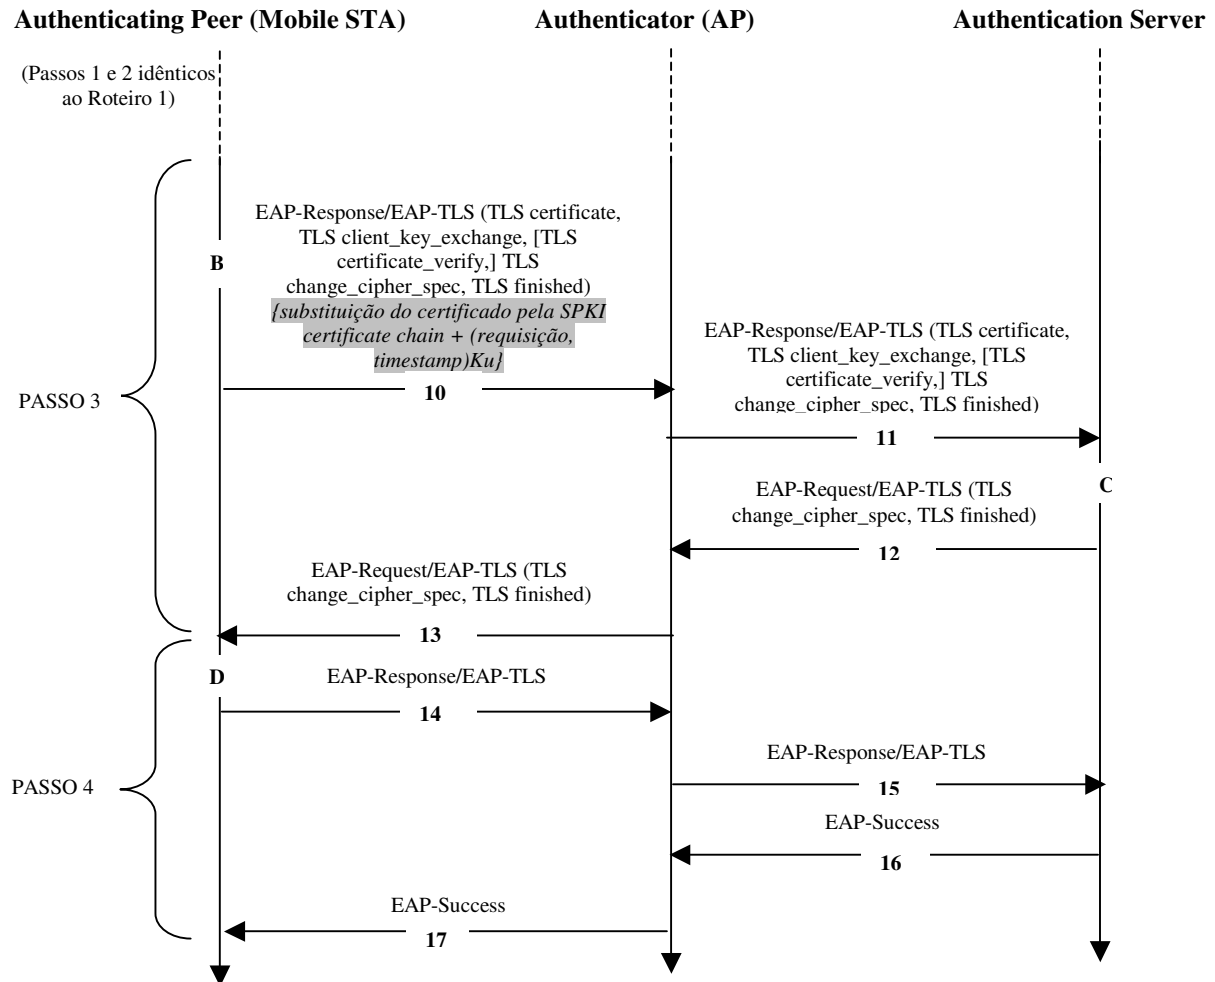 Authenticating Peer (Mobile STA)
Authenticator (AP)
Authentication Server
(Passos 1 e 2 idênticos
ao Roteiro 1)
EAP-Response/EAP-TLS (TLS certificate,
TLS client_key_exchange, [TLS
certificate_verify,] TLS
change_cipher_spec, TLS finished)
{substituição do certificado pela SPKI
certificate chain + (requisição,
timestamp)Ku}
B
10
EAP-Response/EAP-TLS (TLS certificate,
TLS client_key_exchange, [TLS
certificate_verify,] TLS
change_cipher_spec, TLS finished)
11
PASSO 3
C
EAP-Request/EAP-TLS (TLS
change_cipher_spec, TLS finished)
12
EAP-Request/EAP-TLS (TLS
change_cipher_spec, TLS finished)
13
D
EAP-Response/EAP-TLS
14
EAP-Response/EAP-TLS
15
PASSO 4
EAP-Success
16
EAP-Success
17